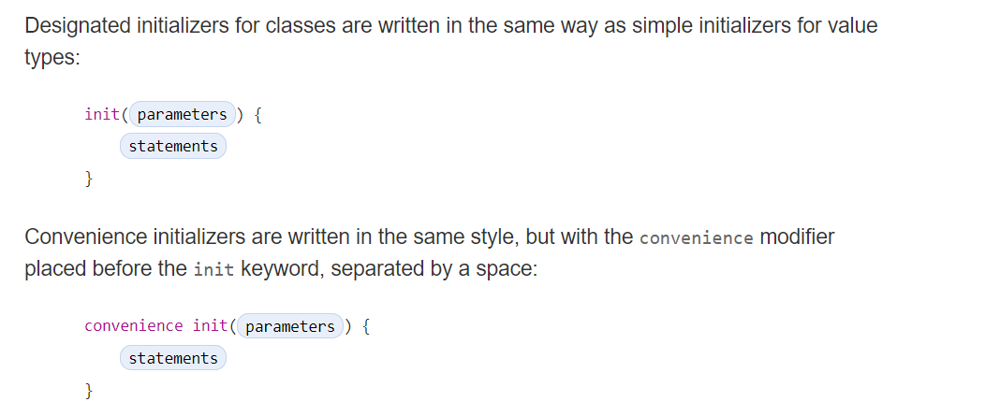 Designated initializers for classes are written in the same way as simple initializers for value
types:
init( parameters ) {
statements
}
Convenience initializers are written in the same style, but with the convenience modifier
placed before the init keyword, separated by a space:
convenience init( parameters ) {
statements
}